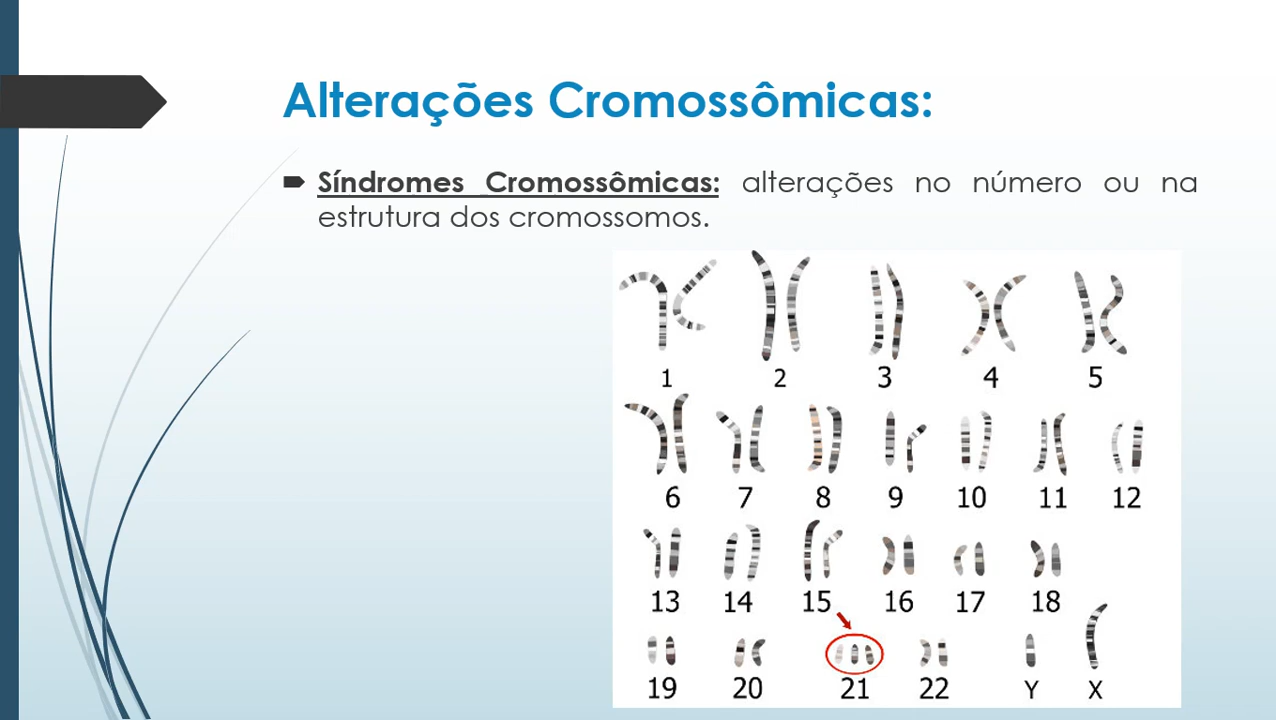 Alterações Cromossômicas:
Síndromes Cromossômicas: alterações no número ou na
estrutura dos cromossomos.
1 2 3 4 5
6 7 8 9 10 11 12
13 14 15 16 17 18
19 20 21 22 Y X